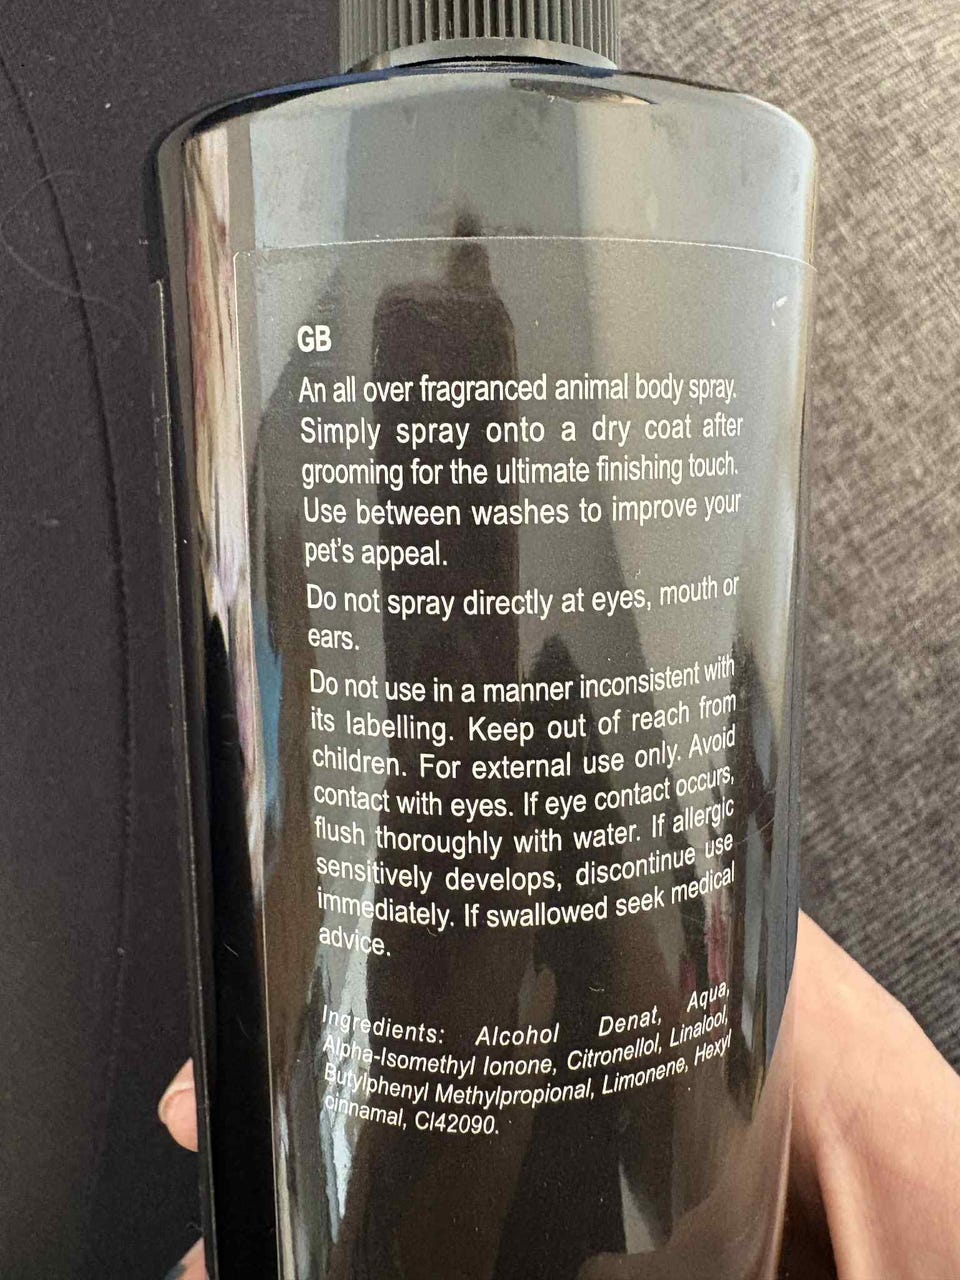 GB
An all over fragranced animal body spray.
Simply spray onto a dry coat after
grooming for the ultimate finishing touch.
Use between washes to improve your
pet's appeal.
Do not spray directly at eyes, mouth or
ears.
Do not use in a manner inconsistent with
its labelling. Keep out of reach from
children. For external use only. Avoid
contact with eyes. If eye contact occurs,
flush thoroughly with water. If allergic
sensitively develops, discontinue use
immediately. If swallowed seek medical
advice.
Ingredients: Alcohol Denat, Aqua,
Alpha-Isomethyl Ionone, Citronellol, Linalool,
Butylphenyl Methylpropional, Limonene, Hexyl
cinnamal, CI42090.